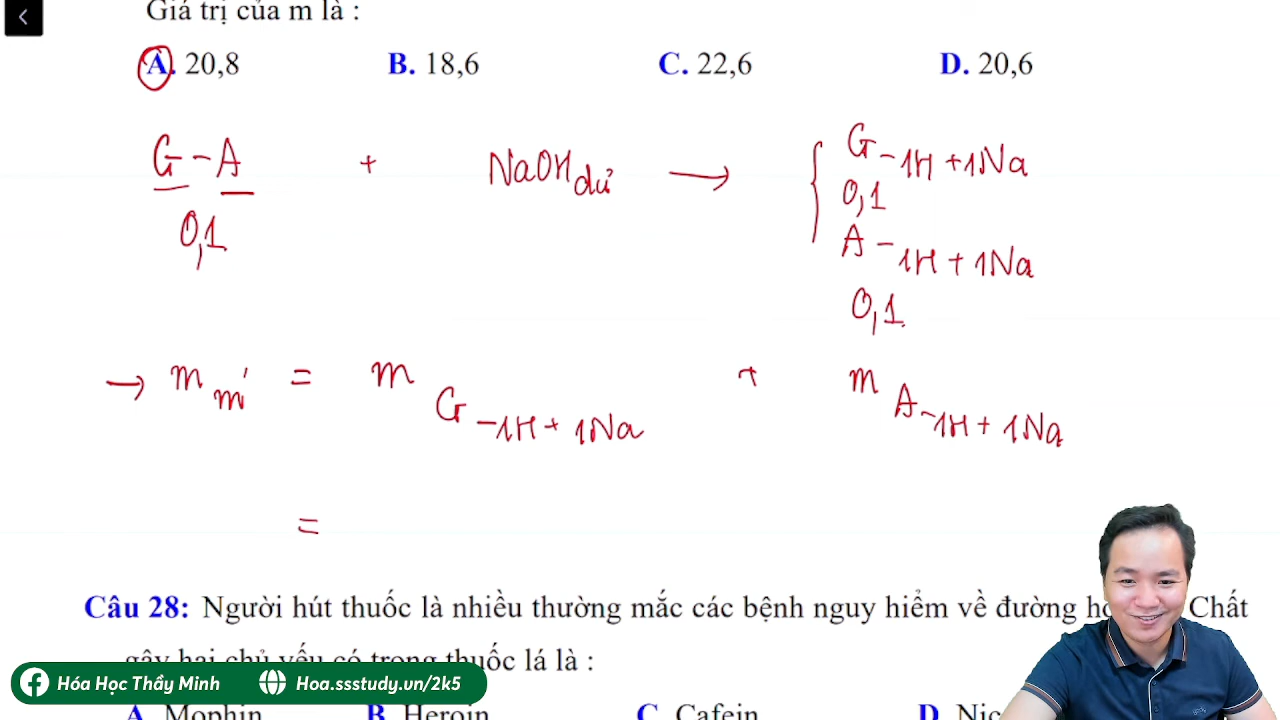 Giá trị của m là :
A. 20,8 B. 18,6 C. 22,6 D. 20,6
G - A + NaOH dư → G -1H +1Na
0,1 0,1
A -1H +1Na
0,1
→ m m' = m G -1H + 1Na + m A -1H + 1Na
=
Câu 28: Người hút thuốc là nhiều thường mắc các bệnh nguy hiểm về đường Chất
gây hại chủ yếu có trong thuốc lá là :
A. Mophin B. Heroin C. Cafein D.
Hóa Học Thầy Minh Hoa.ssstudy.vn/2k5